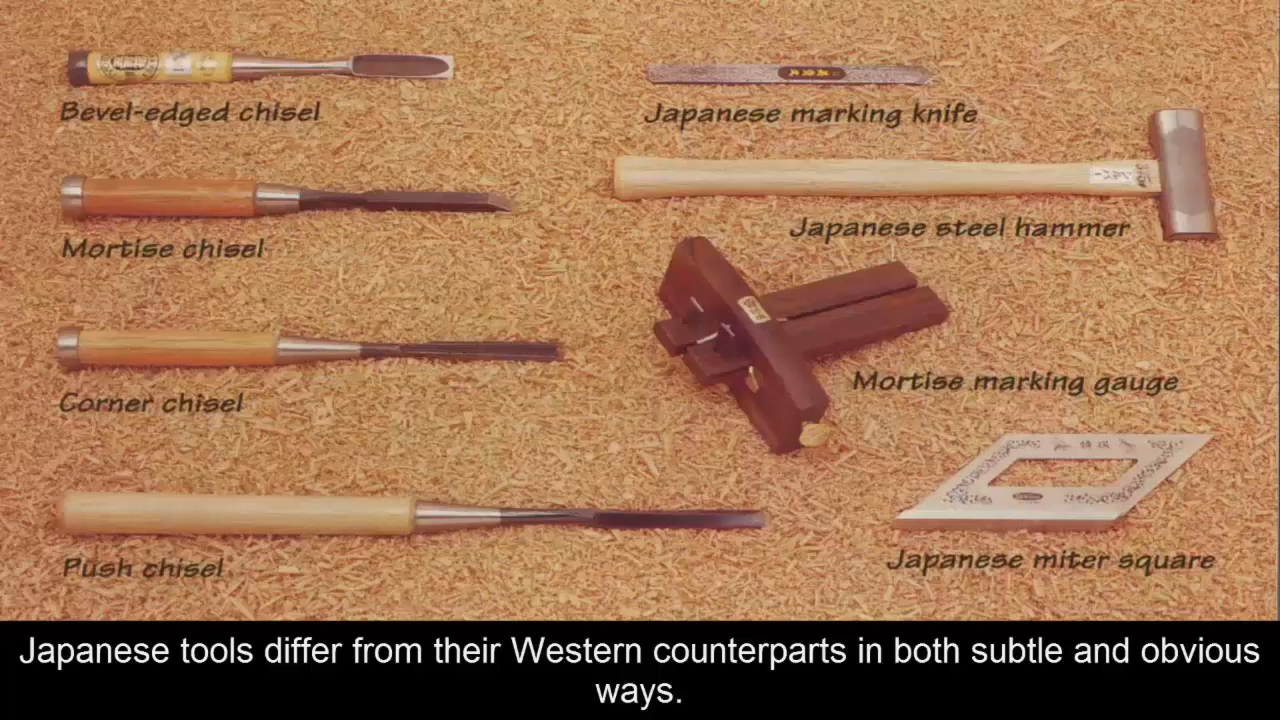 Bevel-edged chisel
Japanese marking knife
Mortise chisel
Japanese steel hammer
Corner chisel
Mortise marking gauge
Push chisel
Japanese miter square
Japanese tools differ from their Western counterparts in both subtle and obvious
ways.